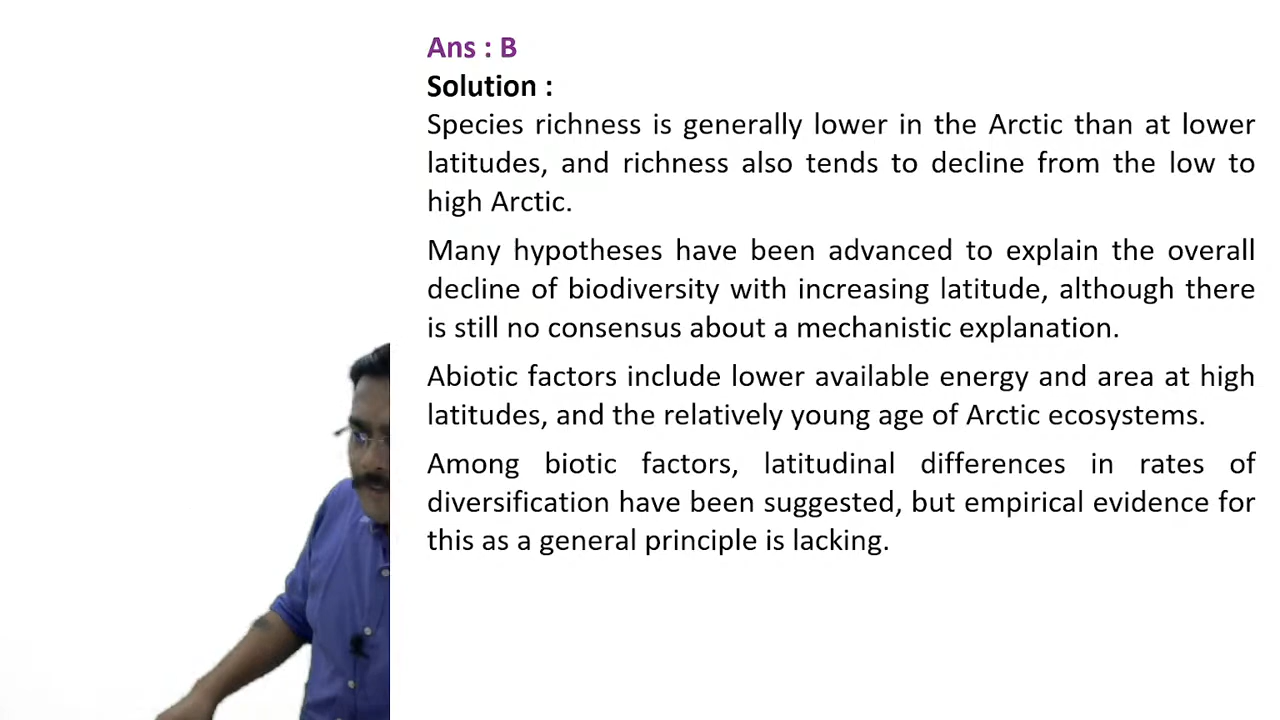 Ans : B
Solution :
Species richness is generally lower in the Arctic than at lower
latitudes, and richness also tends to decline from the low to
high Arctic.
Many hypotheses have been advanced to explain the overall
decline of biodiversity with increasing latitude, although there
is still no consensus about a mechanistic explanation.
Abiotic factors include lower available energy and area at high
latitudes, and the relatively young age of Arctic ecosystems.
Among biotic factors, latitudinal differences in rates of
diversification have been suggested, but empirical evidence for
this as a general principle is lacking.